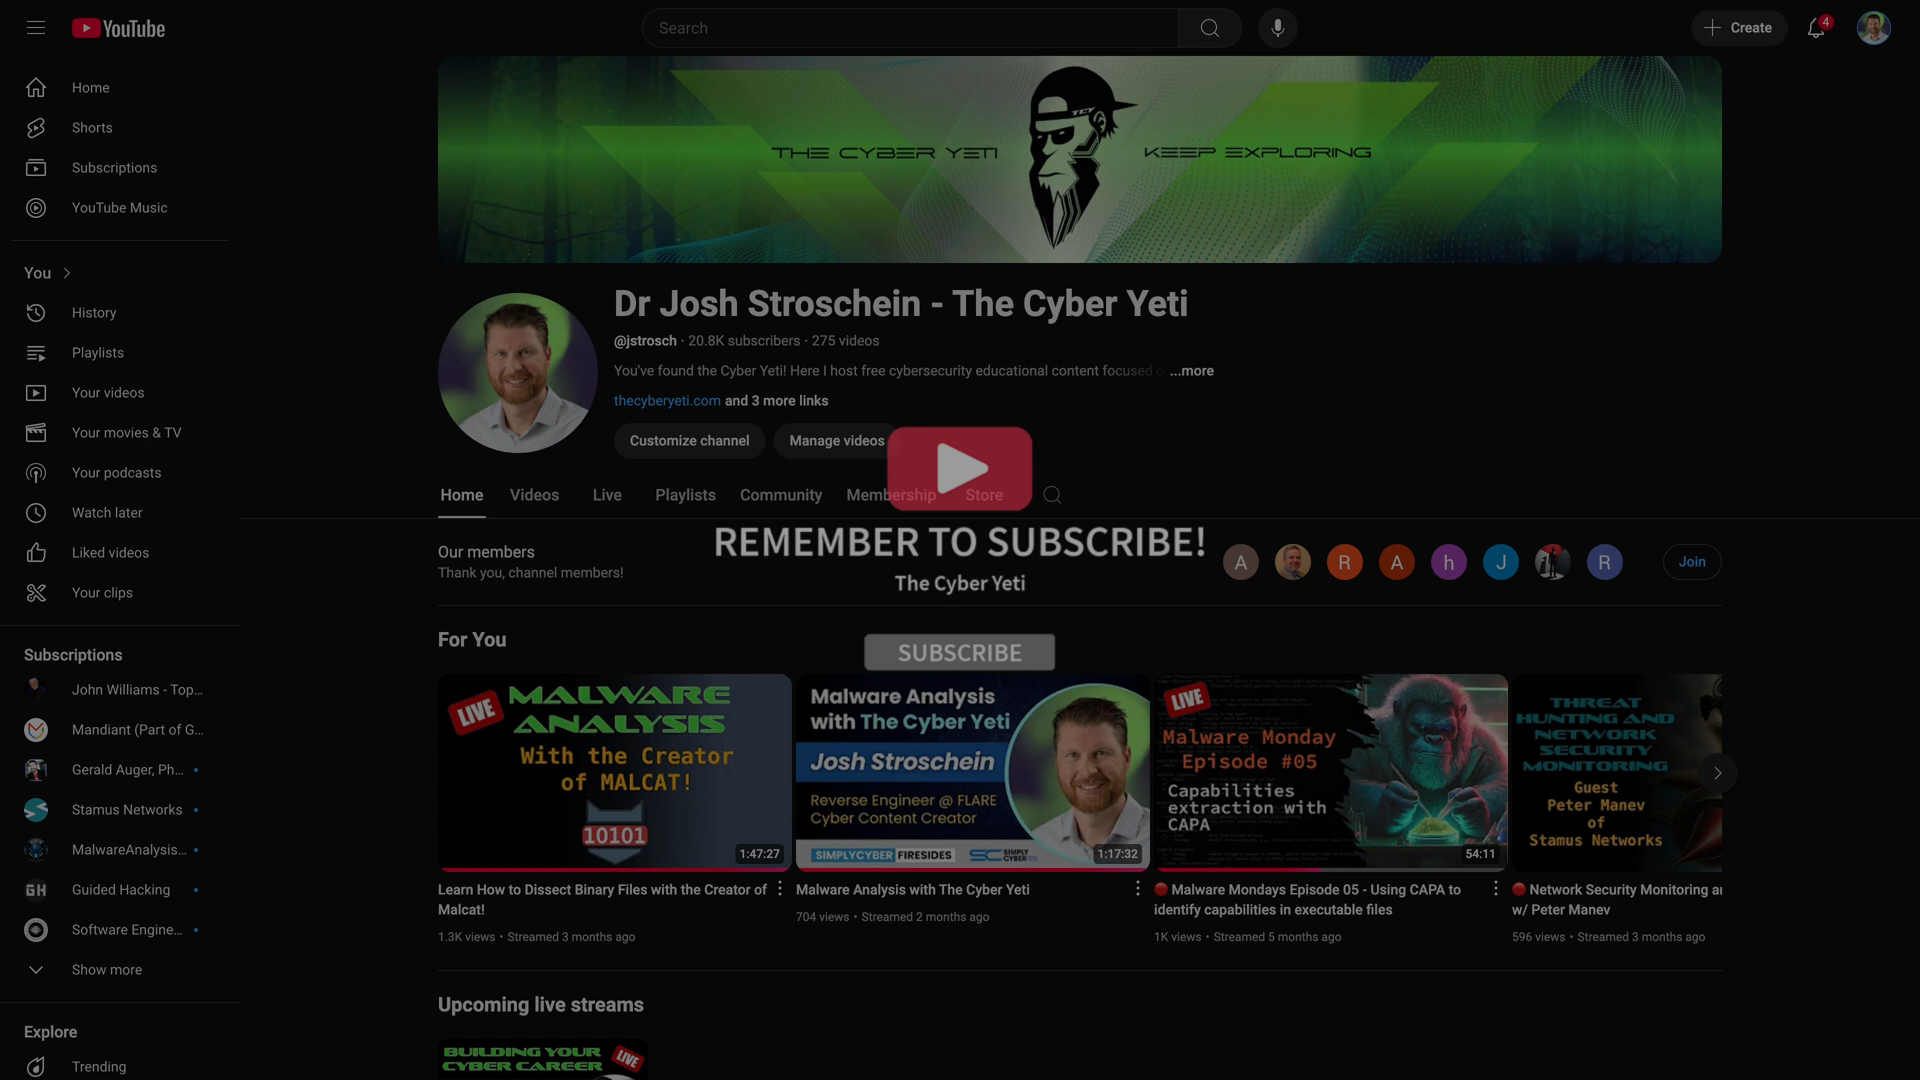 YouTube
Search
Create
4
Home
Shorts
Subscriptions
YouTube Music
You
History
Playlists
Your videos
Your movies & TV
Your podcasts
Watch later
Liked videos
Your clips
Subscriptions
John Williams - Top...
Mandiant (Part of G...
Gerald Auger, Ph...
Stamus Networks
MalwareAnalysis...
GH Guided Hacking
Software Engine...
Show more
Explore
Trending
THE CYBER YETI
TCY
KEEP EXPLORING
Dr Josh Stroschein - The Cyber Yeti
@jstrosch · 20.8K subscribers · 275 videos
You've found the Cyber Yeti! Here I host free cybersecurity educational content focused ...more
thecyberyeti.com and 3 more links
Customize channel
Manage videos
Home
Videos
Live
Playlists
Community
Membership
Store
REMEMBER TO SUBSCRIBE!
The Cyber Yeti
SUBSCRIBE
Our members
Thank you, channel members!
A
R
A
h
J
R
Join
For You
LIVE
MALWARE
ANALYSIS
With the Creator
of MALCAT!
10101
1:47:27
Learn How to Dissect Binary Files with the Creator of
Malcat!
1.3K views • Streamed 3 months ago
Malware Analysis
with The Cyber Yeti
Josh Stroschein
Reverse Engineer @ FLARE
Cyber Content Creator
SIMPLYCYBER FIRESIDES
SC SIMPLY CYBER
1:17:32
Malware Analysis with The Cyber Yeti
704 views • Streamed 2 months ago
LIVE
Malware Monday
Episode #05
Capabilities
extraction with
CAPA
54:11
Malware Mondays Episode 05 - Using CAPA to
identify capabilities in executable files
1K views • Streamed 5 months ago
THREAT
HUNTING AND
NETWORK
SECURITY
MONITORING
Guest
Peter Manev
of
Stamus Networks
Network Security Monitoring
w/ Peter Manev
596 views • Streamed 3 months ago
Upcoming live streams
BUILDING YOUR
CYBER CAREER
LIVE